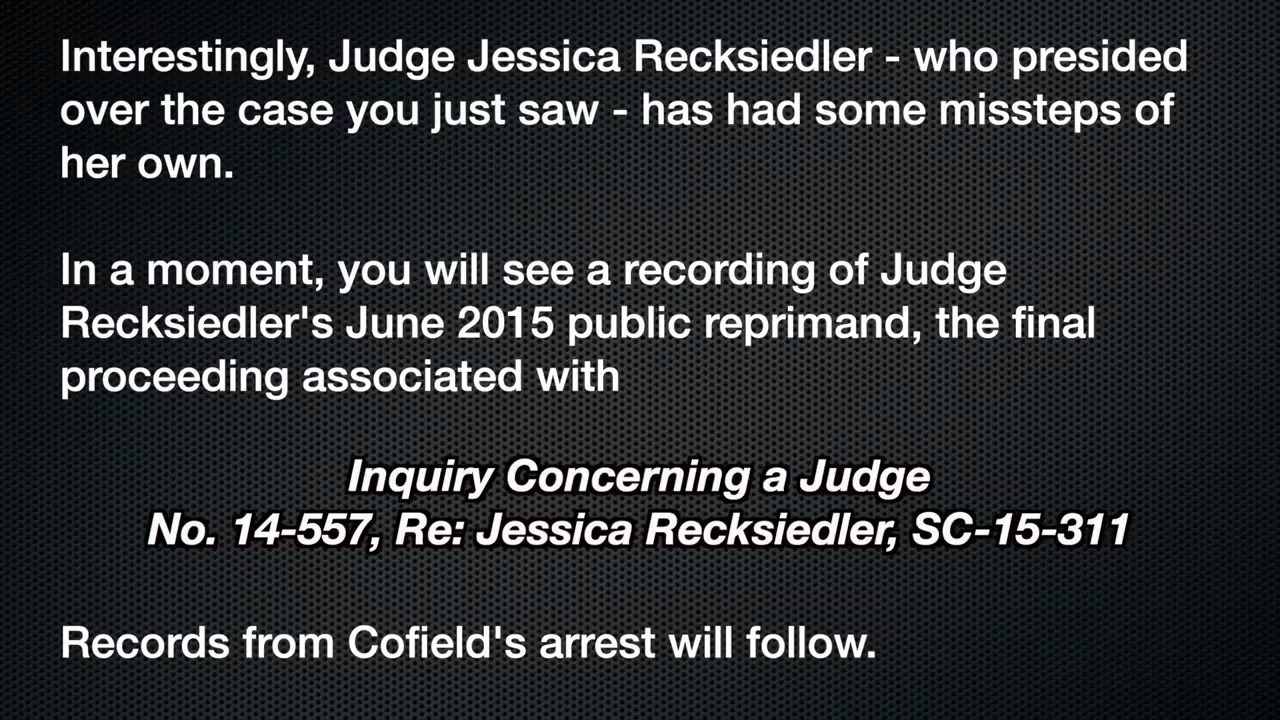 Interestingly, Judge Jessica Recksiedler - who presided
over the case you just saw - has had some missteps of
her own.
In a moment, you will see a recording of Judge
Recksiedler's June 2015 public reprimand, the final
proceeding associated with
Inquiry Concerning a Judge
No. 14-557, Re: Jessica Recksiedler, SC-15-311
Records from Cofield's arrest will follow.